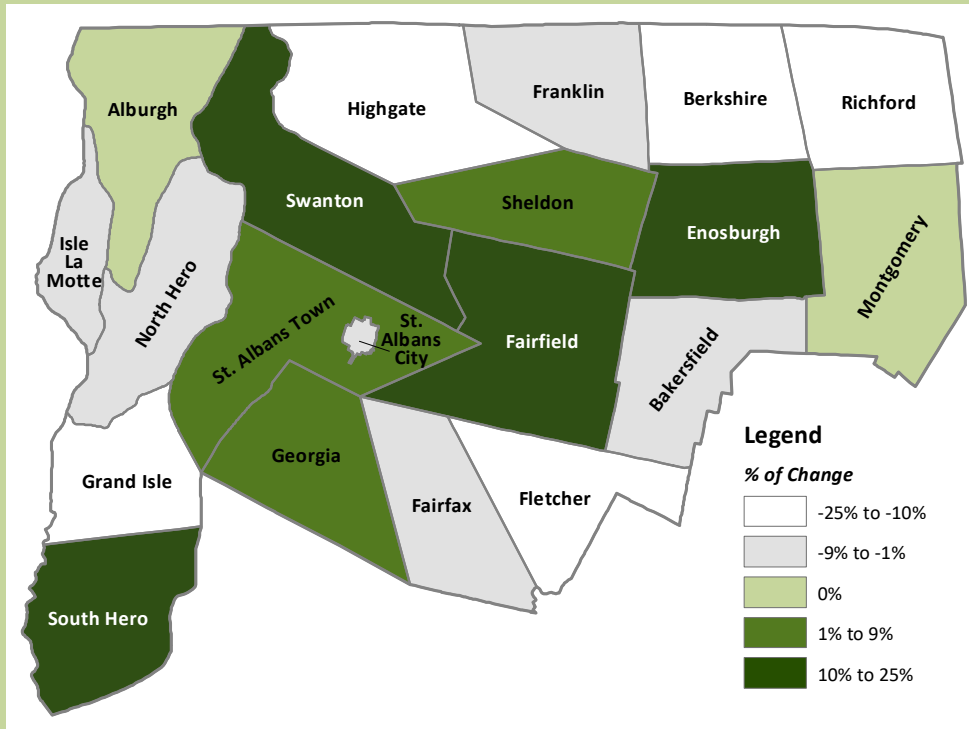 Alburgh
Highgate
Franklin
Berkshire
Richford
Swanton
Sheldon
Enosburgh
Montgomery
Isle
La
Motte
North Hero
St. Albans Town
St.
Albans
City
Fairfield
Bakersfield
Grand Isle
Georgia
Fairfax
Fletcher
South Hero
Legend
% of Change
-25% to -10%
-9% to -1%
0%
1% to 9%
10% to 25%